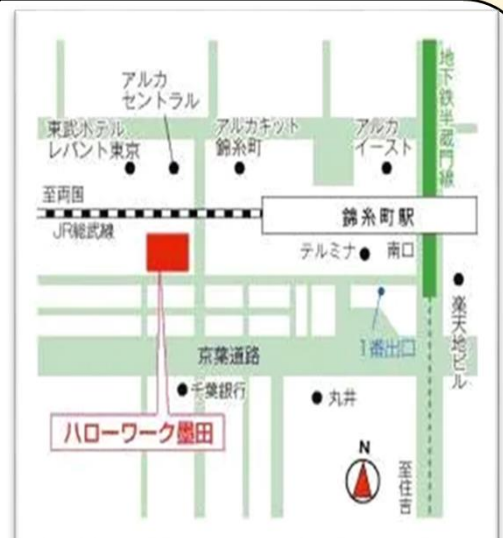 アルカ
セントラル
東武ホテル
レバント東京
アルカキット
錦糸町
アルカ
イースト
地下鉄半蔵門線
至両国
JR総武線
錦糸町駅
テルミナ
南口
楽天地ビル
1番出口
京葉道路
千葉銀行
丸井
ハローワーク墨田
N
至住吉